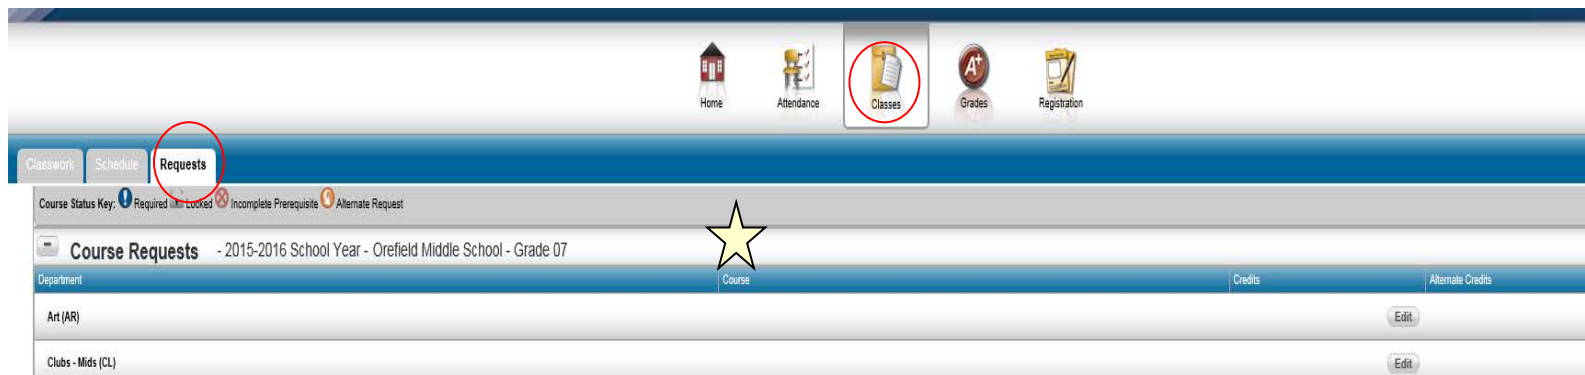 Home Attendance Classes A+ Grades Registration
Classwork Schedule Requests
Course Status Key: Required Locked Incomplete Prerequisite Alternate Request
Course Requests - 2015-2016 School Year - Orefield Middle School - Grade 07
Department Course Credits Alternate Credits
Art (AR) Edit
Clubs - Mids (CL) Edit